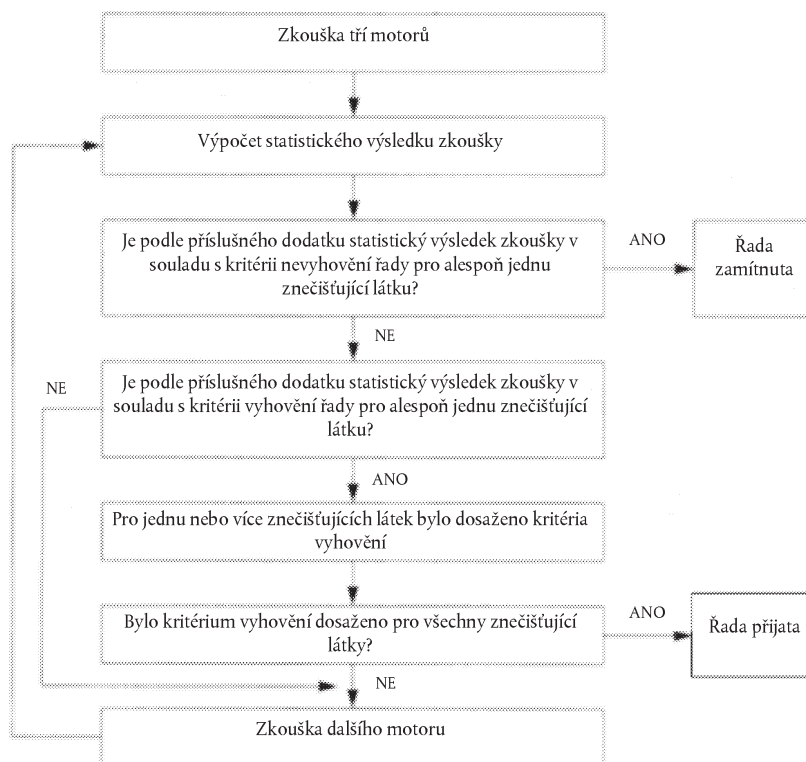 Zkouška tří motorů
Výpočet statistického výsledku zkoušky
Je podle příslušného dodatku statistický výsledek zkoušky v
souladu s kritérii nevyhovění řady pro alespoň jednu
znečišťující látku?
ANO
Řada
zamítnuta
NE
NE
Je podle příslušného dodatku statistický výsledek zkoušky v
souladu s kritérii vyhovění řady pro alespoň jednu znečišťující
látku?
ANO
Pro jednu nebo více znečišťujících látek bylo dosaženo kritéria
vyhovění
Bylo kritérium vyhovění dosaženo pro všechny znečišťující
látky?
ANO
Řada přijata
NE
Zkouška dalšího motoru